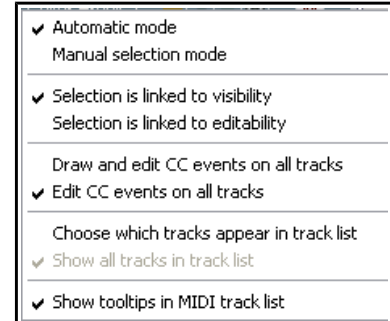 Automatic mode
Manual selection mode
Selection is linked to visibility
Selection is linked to editability
Draw and edit CC events on all tracks
Edit CC events on all tracks
Choose which tracks appear in track list
Show all tracks in track list
Show tooltips in MIDI track list